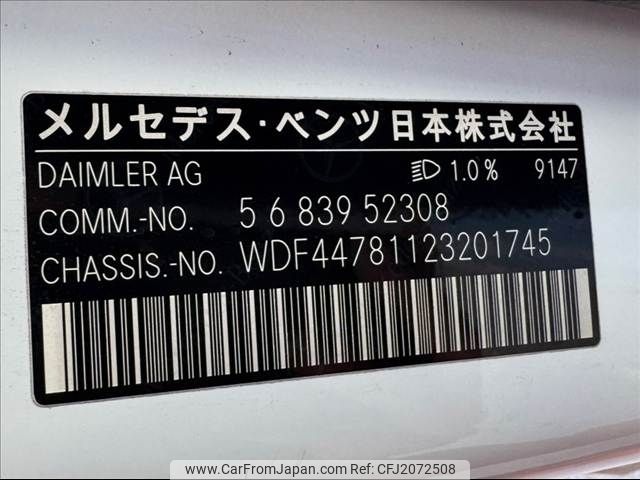 メルセデス・ベンツ日本株式会社
DAIMLER AG 1.0% 9147
COMM.-NO. 5 6 839 52308
CHASSIS.-NO. WDF44781123201745
www.CarFromJapan.com | CFJ2072508